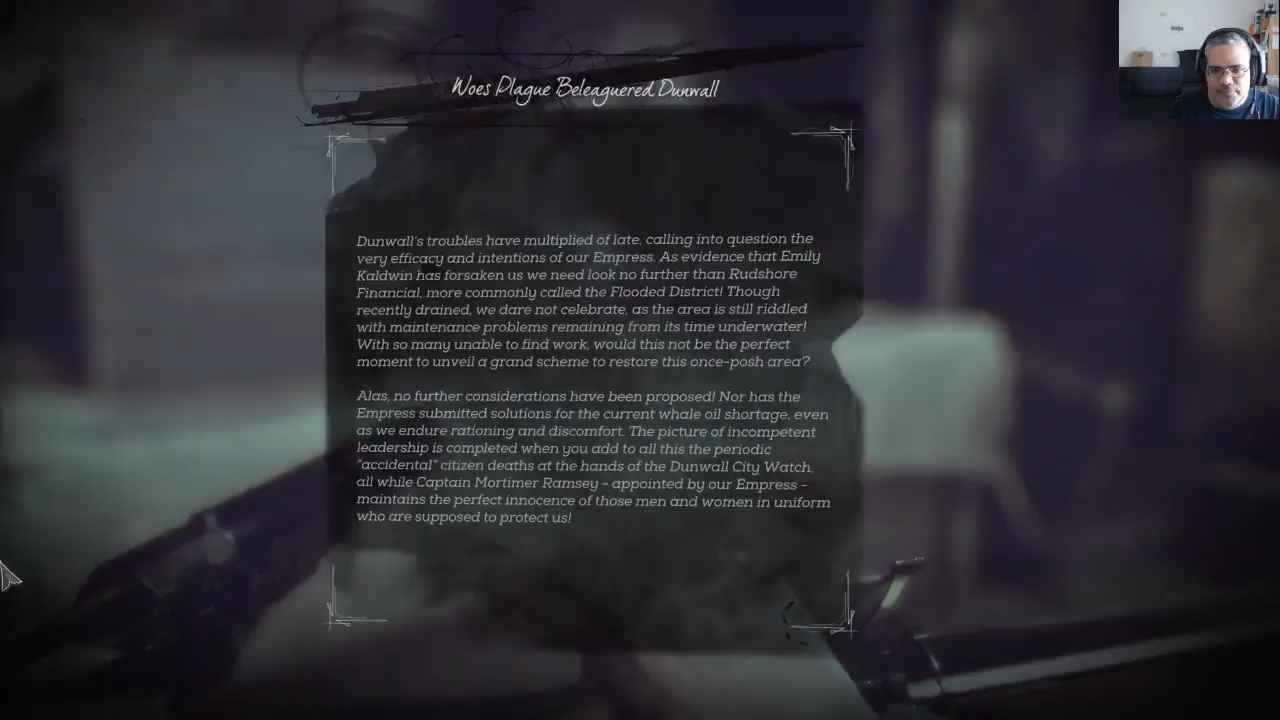 Woes Plague Beleaguered Dunwall
Dunwall's troubles have multiplied of late, calling into question the
very efficacy and intentions of our Empress. As evidence that Emily
Kaldwin has forsaken us we need look no further than Rudshore
Financial, more commonly called the Flooded District! Though
recently drained, we dare not celebrate, as the area is still riddled
with maintenance problems remaining from its time underwater!
With so many unable to find work, would this not be the perfect
moment to unveil a grand scheme to restore this once-posh area?
Alas, no further considerations have been proposed! Nor has the
Empress submitted solutions for the current whale oil shortage, even
as we endure rationing and discomfort. The picture of incompetent
leadership is completed when you add to all this the periodic
"accidental" citizen deaths at the hands of the Dunwall City Watch,
all while Captain Mortimer Ramsey - appointed by our Empress -
maintains the perfect innocence of those men and women in uniform
who are supposed to protect us!